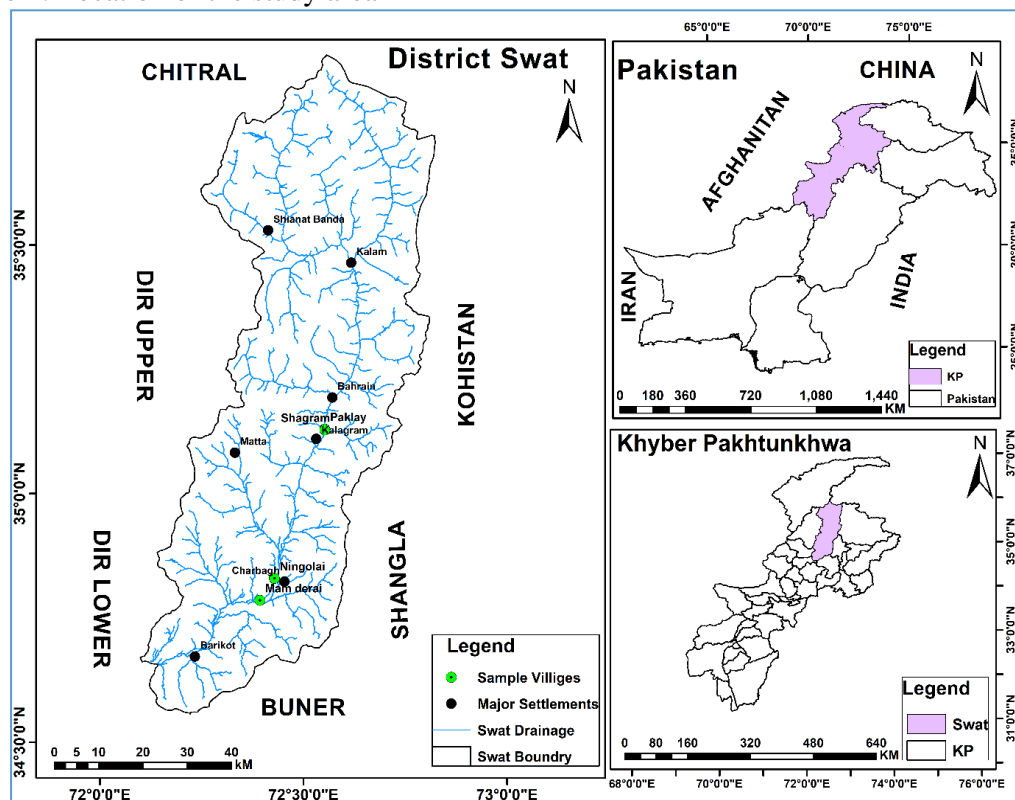 District Swat
CHITRAL
N
Shianat Banda
Kalam
DIR UPPER
KOHISTAN
Bahrain
Shagram Paklay
Kalagram
Matta
DIR LOWER
SHANGLA
Charbagh Ningolai
Mam derai
Barikot
BUNER
Legend
Sample Villiges
Major Settlements
Swat Drainage
Swat Boundry
0 5 10 20 30 40
kM
35°30'0"N
35°0'0"N
34°30'0"N
72°0'0"E 72°30'0"E 73°0'0"E
65°0'0"E 70°0'0"E 75°0'0"E
Pakistan
CHINA
N
AFGHANITAN
IRAN
INDIA
Legend
KP
Pakistan
0 180 360 720 1,080 1,440
KM
Khyber Pakhtunkhwa
N
Legend
Swat
KP
0 80 160 320 480 640
KM
37°0'0"N
35°0'0"N
33°0'0"N
31°0'0"N
68°0'0"E 70°0'0"E 72°0'0"E 74°0'0"E 76°0'0"E